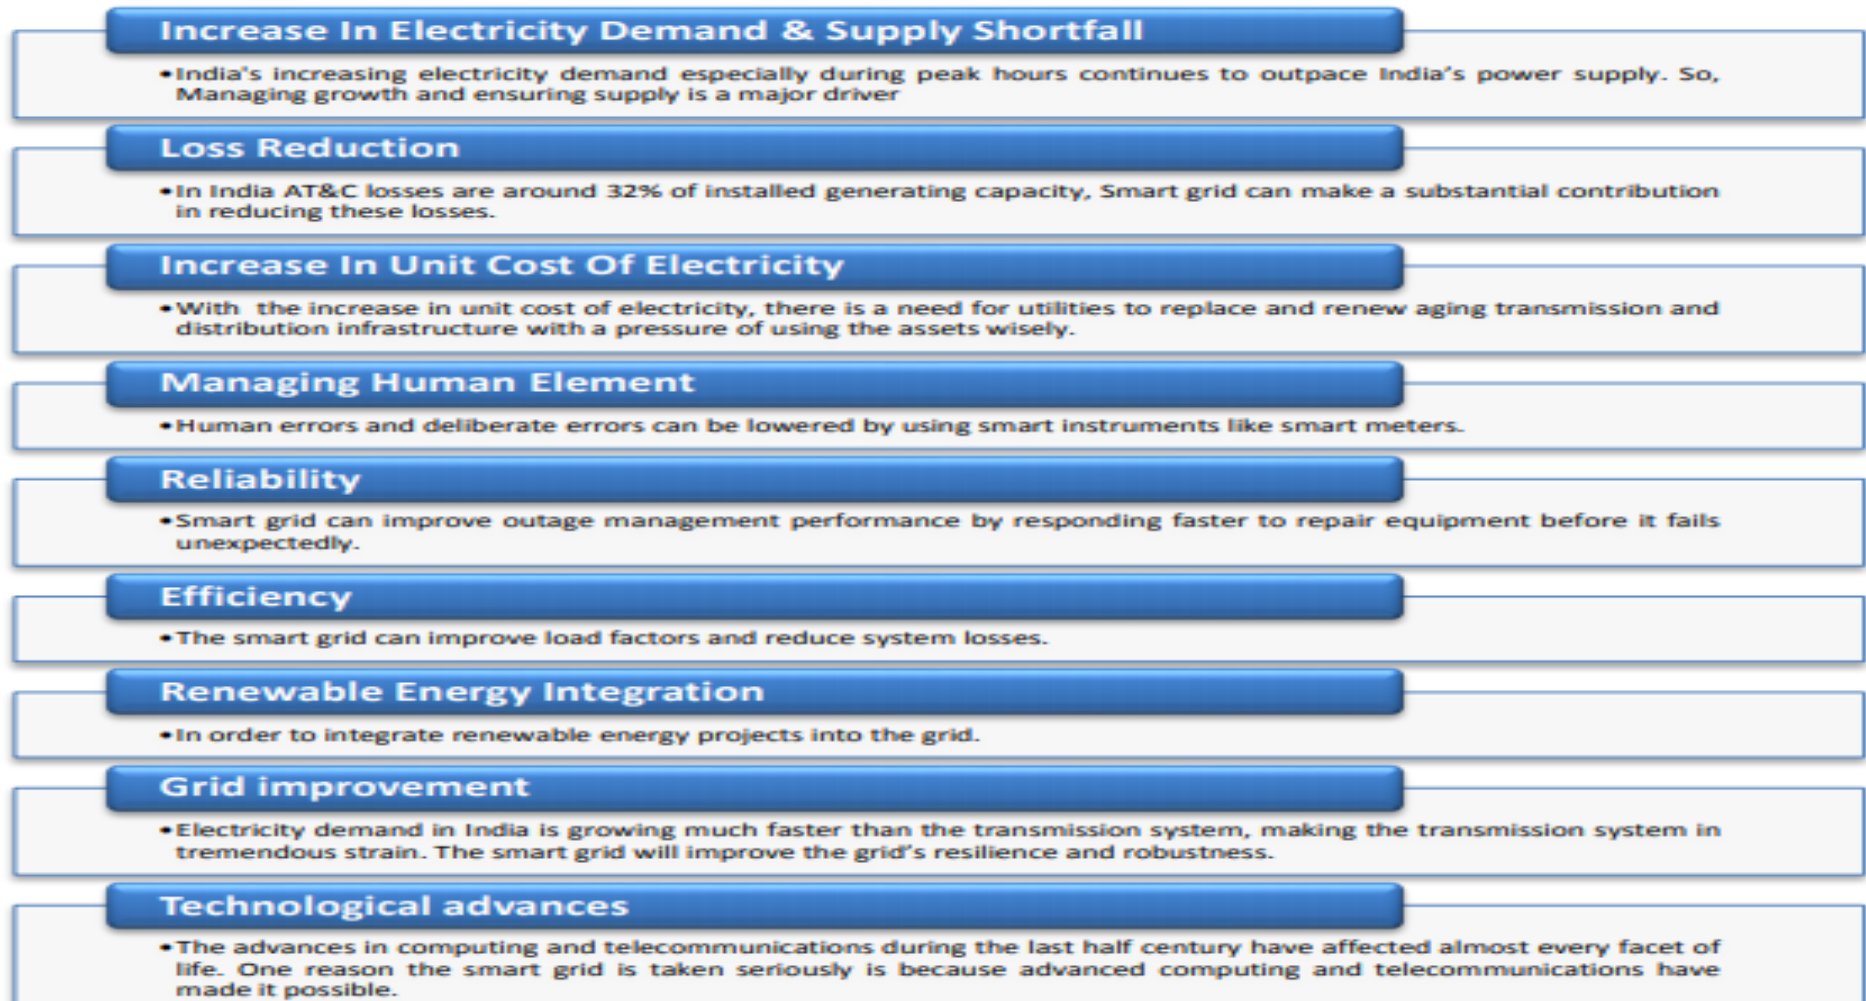 Increase In Electricity Demand & Supply Shortfall
•India's increasing electricity demand especially during peak hours continues to outpace India's power supply. So,
Managing growth and ensuring supply is a major driver
Loss Reduction
•In India AT&C losses are around 32% of installed generating capacity, Smart grid can make a substantial contribution
in reducing these losses.
Increase In Unit Cost Of Electricity
•With the increase in unit cost of electricity, there is a need for utilities to replace and renew aging transmission and
distribution infrastructure with a pressure of using the assets wisely.
Managing Human Element
•Human errors and deliberate errors can be lowered by using smart instruments like smart meters.
Reliability
•Smart grid can improve outage management performance by responding faster to repair equipment before it fails
unexpectedly.
Efficiency
•The smart grid can improve load factors and reduce system losses.
Renewable Energy Integration
•In order to integrate renewable energy projects into the grid.
Grid improvement
•Electricity demand in India is growing much faster than the transmission system, making the transmission system in
tremendous strain. The smart grid will improve the grid's resilience and robustness.
Technological advances
•The advances in computing and telecommunications during the last half century have affected almost every facet of
life. One reason the smart grid is taken seriously is because advanced computing and telecommunications have
made it possible.